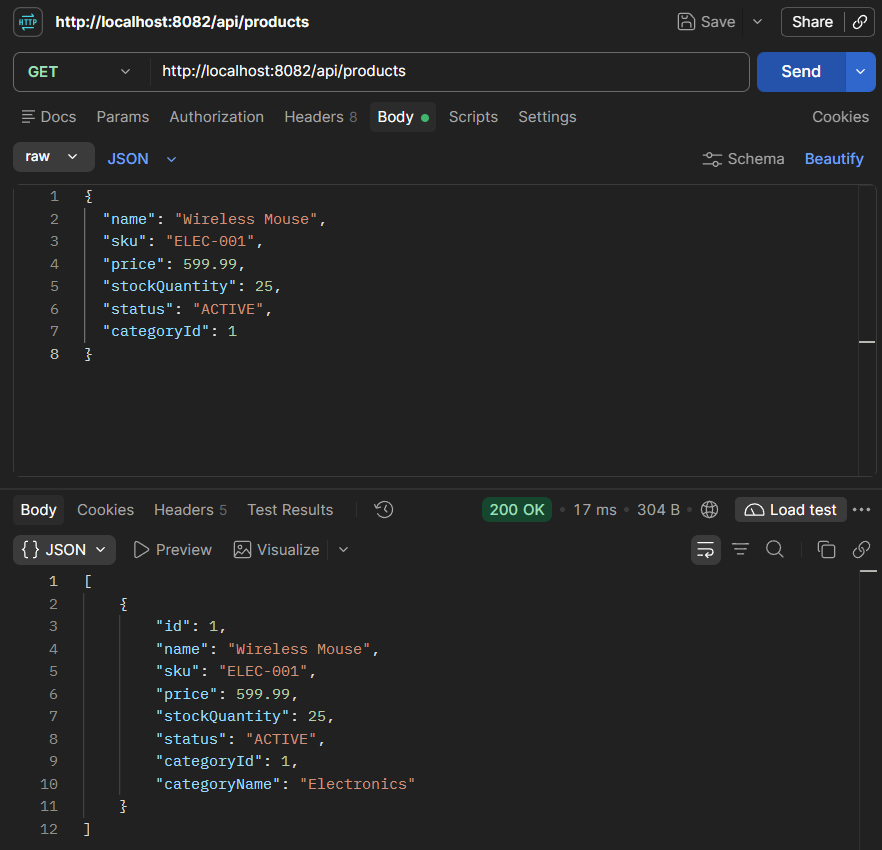 HTTP http://localhost:8082/api/products Save Share
GET http://localhost:8082/api/products Send
Docs Params Authorization Headers 8 Body Scripts Settings Cookies
raw JSON Schema Beautify
1 {
2 "name": "Wireless Mouse",
3 "sku": "ELEC-001",
4 "price": 599.99,
5 "stockQuantity": 25,
6 "status": "ACTIVE",
7 "categoryId": 1
8 }
Body Cookies Headers 5 Test Results 200 OK • 17 ms • 304 B • Load test
{} JSON Preview Visualize
1 [
2 {
3 "id": 1,
4 "name": "Wireless Mouse",
5 "sku": "ELEC-001",
6 "price": 599.99,
7 "stockQuantity": 25,
8 "status": "ACTIVE",
9 "categoryId": 1,
10 "categoryName": "Electronics"
11 }
12 ]